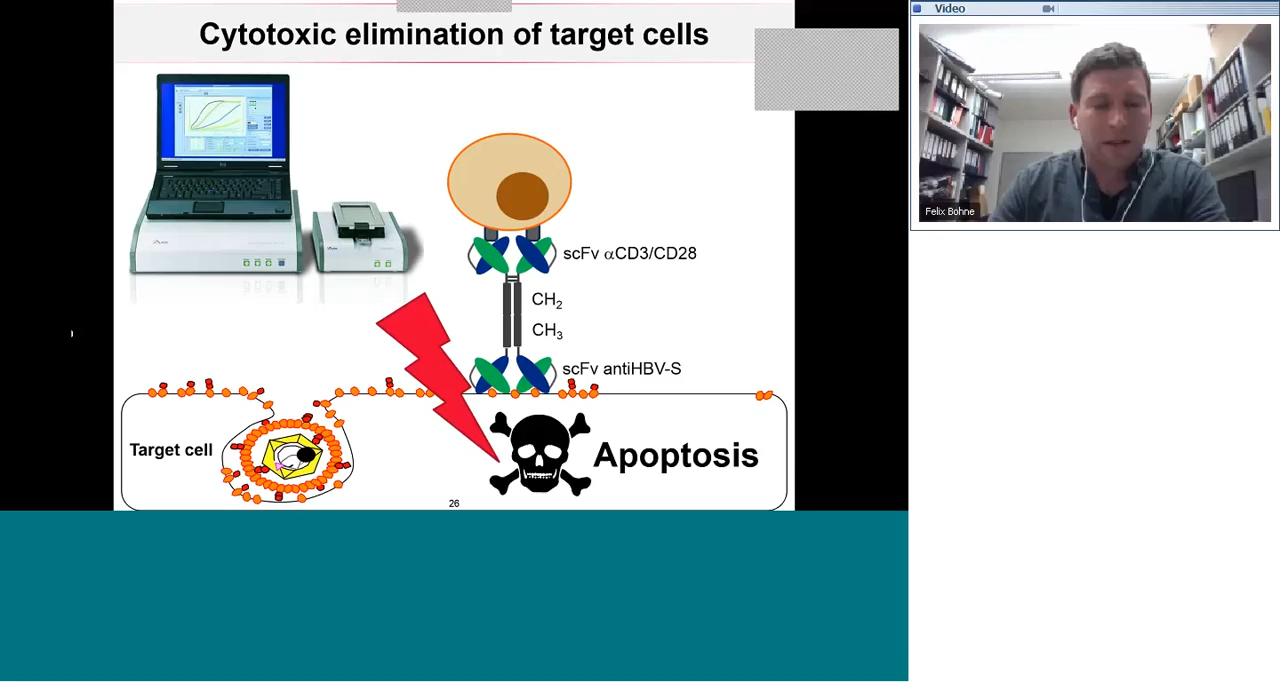 Cytotoxic elimination of target cells
scFv αCD3/CD28
CH2
CH3
scFv antiHBV-S
Target cell
Apoptosis
26
Video
Felix Bohne